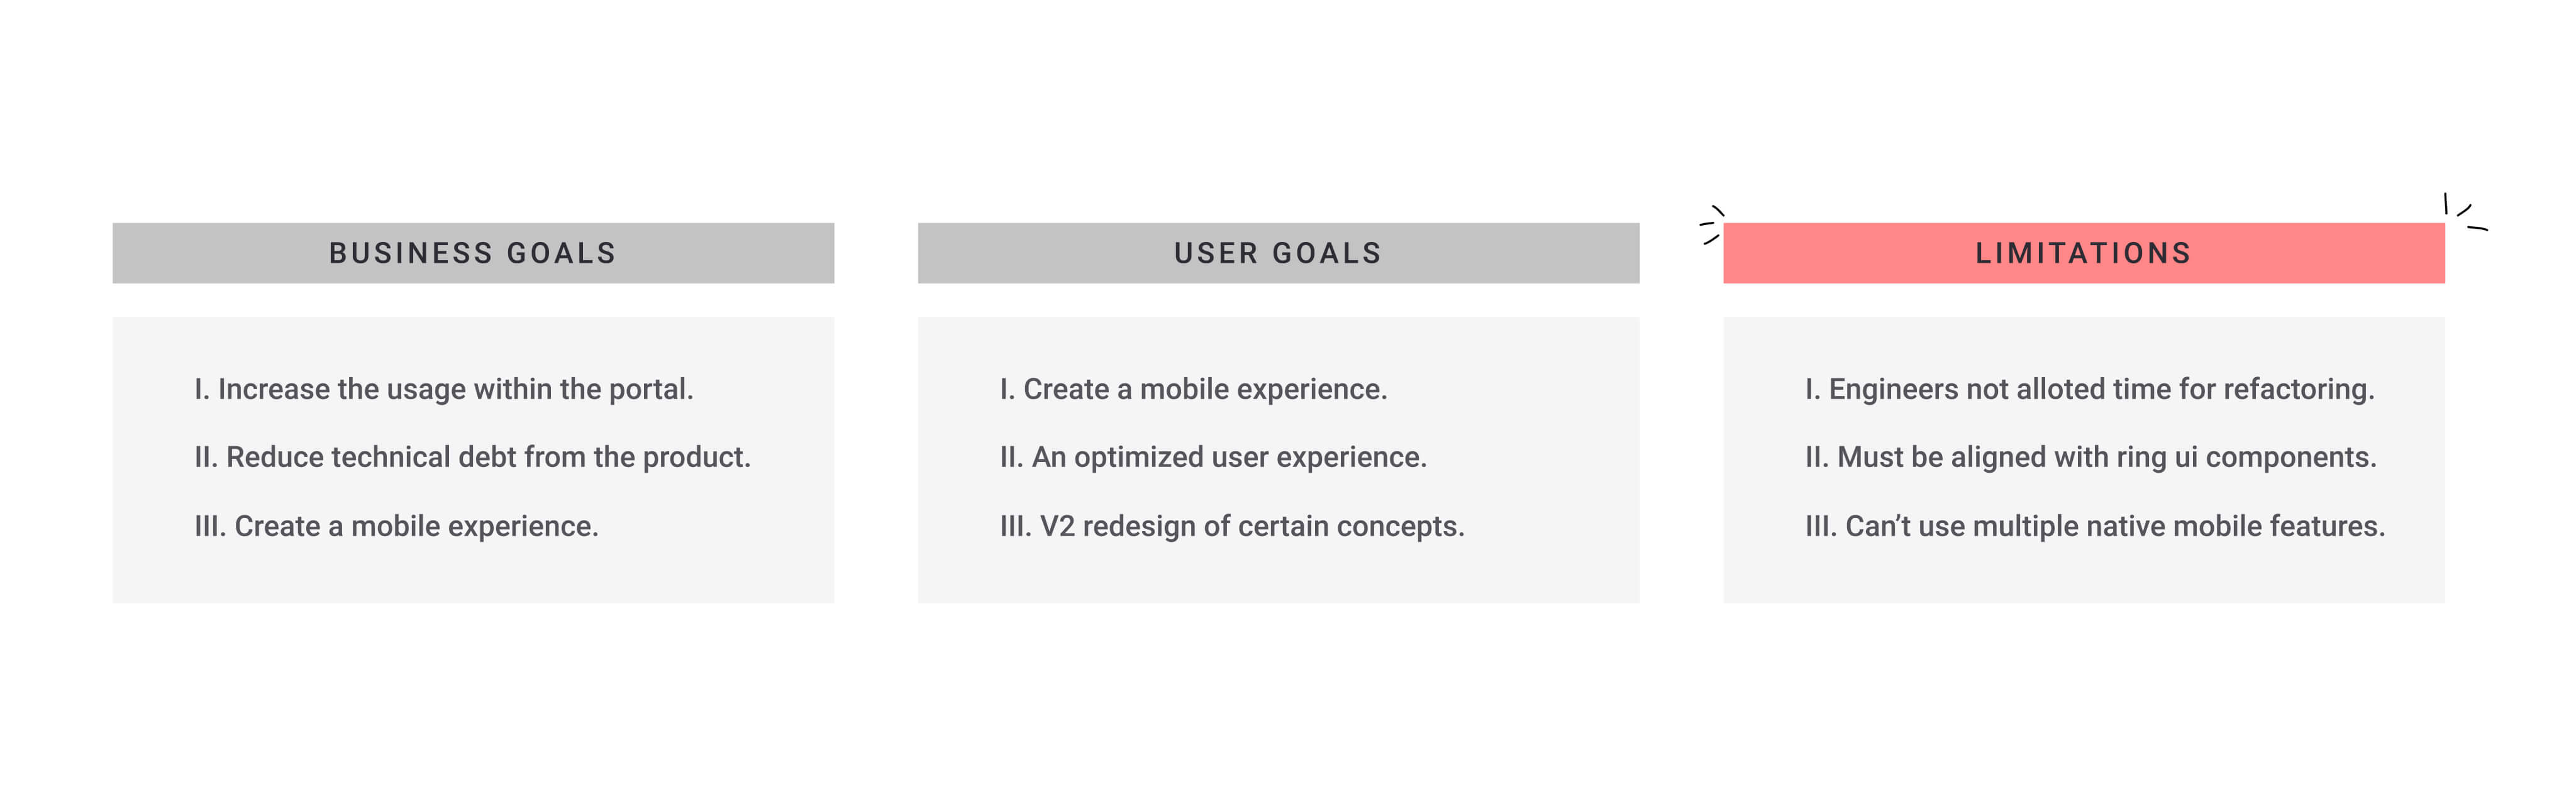 BUSINESS GOALS
I. Increase the usage within the portal.
II. Reduce technical debt from the product.
III. Create a mobile experience.
USER GOALS
I. Create a mobile experience.
II. An optimized user experience.
III. V2 redesign of certain concepts.
LIMITATIONS
I. Engineers not alloted time for refactoring.
II. Must be aligned with ring ui components.
III. Can’t use multiple native mobile features.